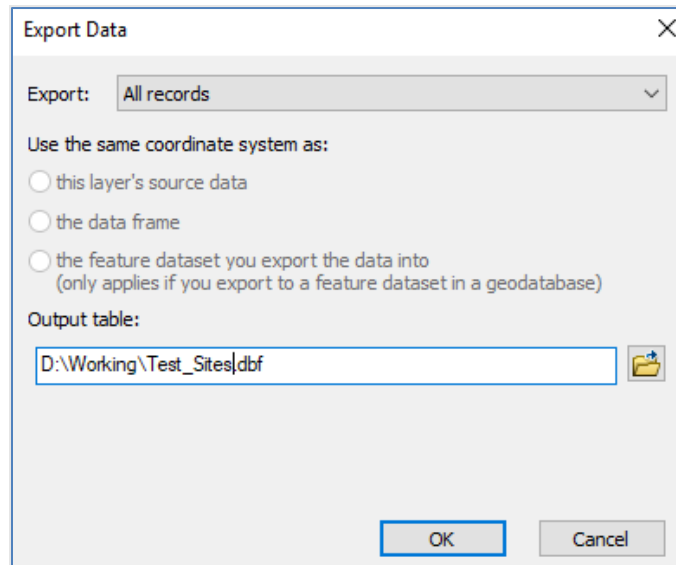 Export Data
Export: All records
Use the same coordinate system as:
this layer's source data
the data frame
the feature dataset you export the data into
(only applies if you export to a feature dataset in a geodatabase)
Output table:
D:\Working\Test_Sites.dbf
OK Cancel